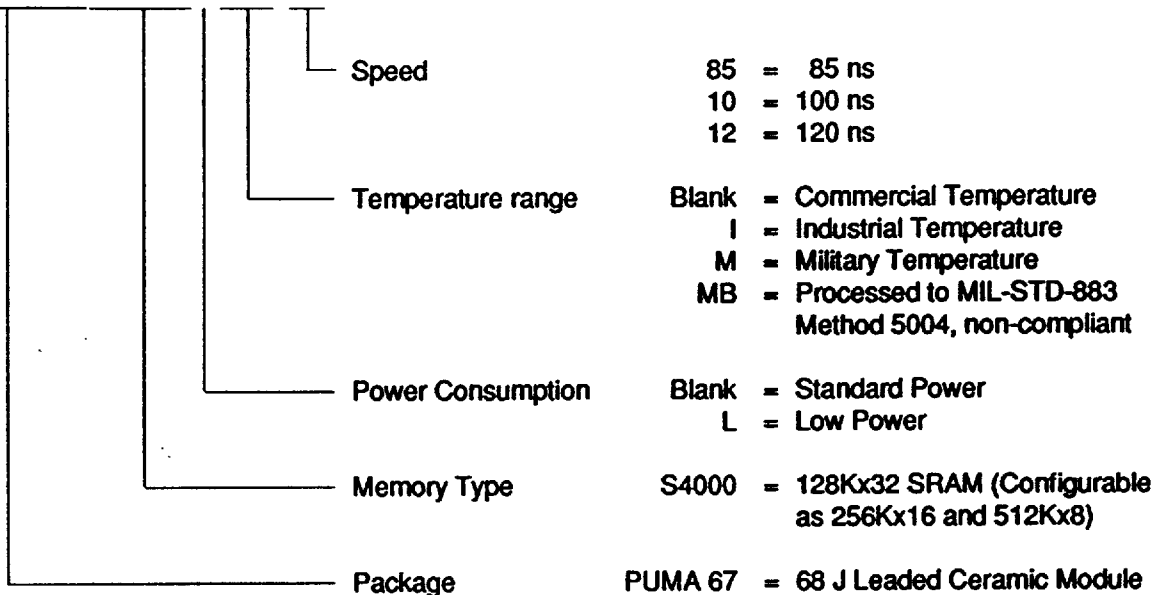 Speed 85 = 85 ns
10 = 100 ns
12 = 120 ns
Temperature range Blank = Commercial Temperature
I = Industrial Temperature
M = Military Temperature
MB = Processed to MIL-STD-883
Method 5004, non-compliant
Power Consumption Blank = Standard Power
L = Low Power
Memory Type S4000 = 128Kx32 SRAM (Configurable
as 256Kx16 and 512Kx8)
Package PUMA 67 = 68 J Leaded Ceramic Module